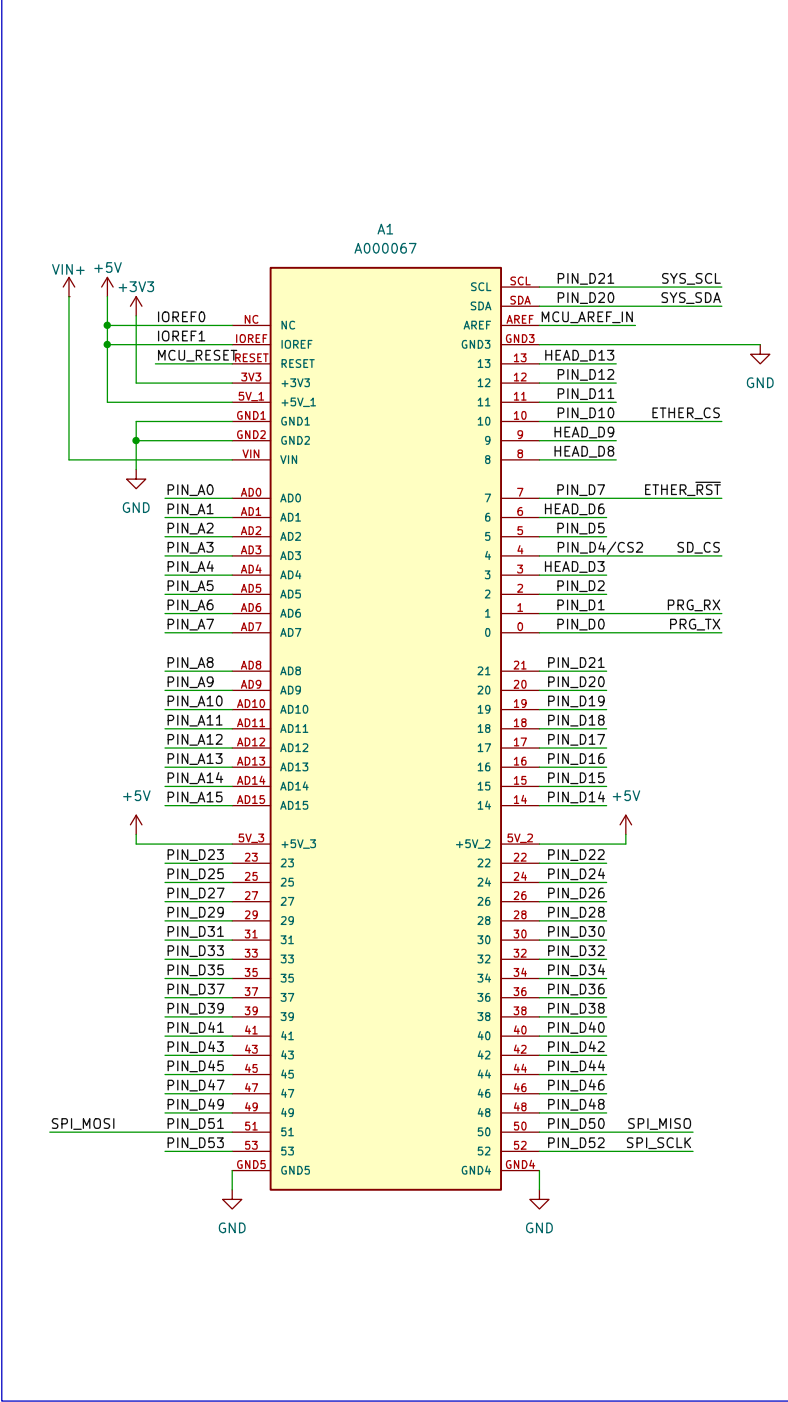 A1
A000067
VIN+ +5V
+3V3
IOREF0 NC NC
IOREF1 IOREF IOREF
MCU_RESET RESET RESET
3V3 +3V3
5V_1 +5V_1
GND1 GND1
GND2 GND2
VIN VIN
GND
PIN_A0 AD0 AD0
PIN_A1 AD1 AD1
PIN_A2 AD2 AD2
PIN_A3 AD3 AD3
PIN_A4 AD4 AD4
PIN_A5 AD5 AD5
PIN_A6 AD6 AD6
PIN_A7 AD7 AD7
PIN_A8 AD8 AD8
PIN_A9 AD9 AD9
PIN_A10 AD10 AD10
PIN_A11 AD11 AD11
PIN_A12 AD12 AD12
PIN_A13 AD13 AD13
PIN_A14 AD14 AD14
PIN_A15 AD15 AD15
+5V
5V_3 +5V_3
PIN_D23 23 23
PIN_D25 25 25
PIN_D27 27 27
PIN_D29 29 29
PIN_D31 31 31
PIN_D33 33 33
PIN_D35 35 35
PIN_D37 37 37
PIN_D39 39 39
PIN_D41 41 41
PIN_D43 43 43
PIN_D45 45 45
PIN_D47 47 47
PIN_D49 49 49
SPI_MOSI PIN_D51 51 51
PIN_D53 53 53
GND5 GND5
GND
SCL SCL PIN_D21 SYS_SCL
SDA SDA PIN_D20 SYS_SDA
AREF AREF MCU_AREF_IN
GND3 GND3
GND
13 13 HEAD_D13
12 12 PIN_D12
11 11 PIN_D11
10 10 PIN_D10 ETHER_CS
9 9 HEAD_D9
8 8 HEAD_D8
7 7 PIN_D7 ETHER_RST
6 6 HEAD_D6
5 5 PIN_D5
4 4 PIN_D4/CS2 SD_CS
3 3 HEAD_D3
2 2 PIN_D2
1 1 PIN_D1 PRG_RX
0 0 PIN_D0 PRG_TX
21 21 PIN_D21
20 20 PIN_D20
19 19 PIN_D19
18 18 PIN_D18
17 17 PIN_D17
16 16 PIN_D16
15 15 PIN_D15
14 14 PIN_D14
+5V
+5V_2 5V_2
22 22 PIN_D22
24 24 PIN_D24
26 26 PIN_D26
28 28 PIN_D28
30 30 PIN_D30
32 32 PIN_D32
34 34 PIN_D34
36 36 PIN_D36
38 38 PIN_D38
40 40 PIN_D40
42 42 PIN_D42
44 44 PIN_D44
46 46 PIN_D46
48 48 PIN_D48
50 50 PIN_D50 SPI_MISO
52 52 PIN_D52 SPI_SCLK
GND4 GND4
GND